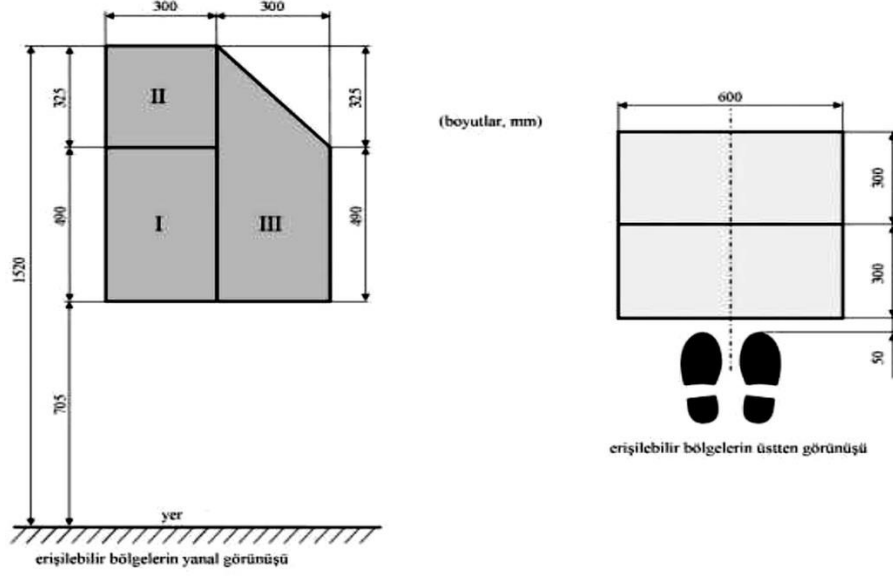 300
300
325
II
325
(boyutlar, mm)
600
300
490
I
III
490
1520
300
50
705
erişilebilir bölgelerin üstten görünüşü
yer
erişilebilir bölgelerin yanal görünüşü